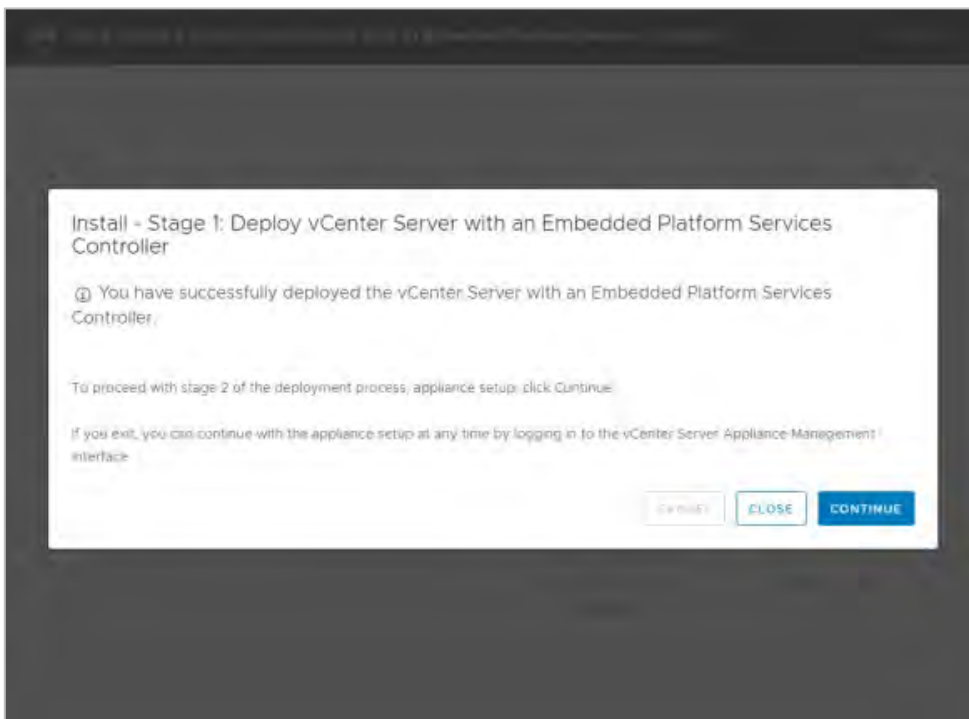 Install - Stage 1: Deploy vCenter Server with an Embedded Platform Services
Controller
You have successfully deployed the vCenter Server with an Embedded Platform Services
Controller.
To proceed with stage 2 of the deployment process, appliance setup, click Continue.
If you exit, you can continue with the appliance setup at any time by logging in to the vCenter Server Appliance Management
Interface
CANCEL
CLOSE
CONTINUE